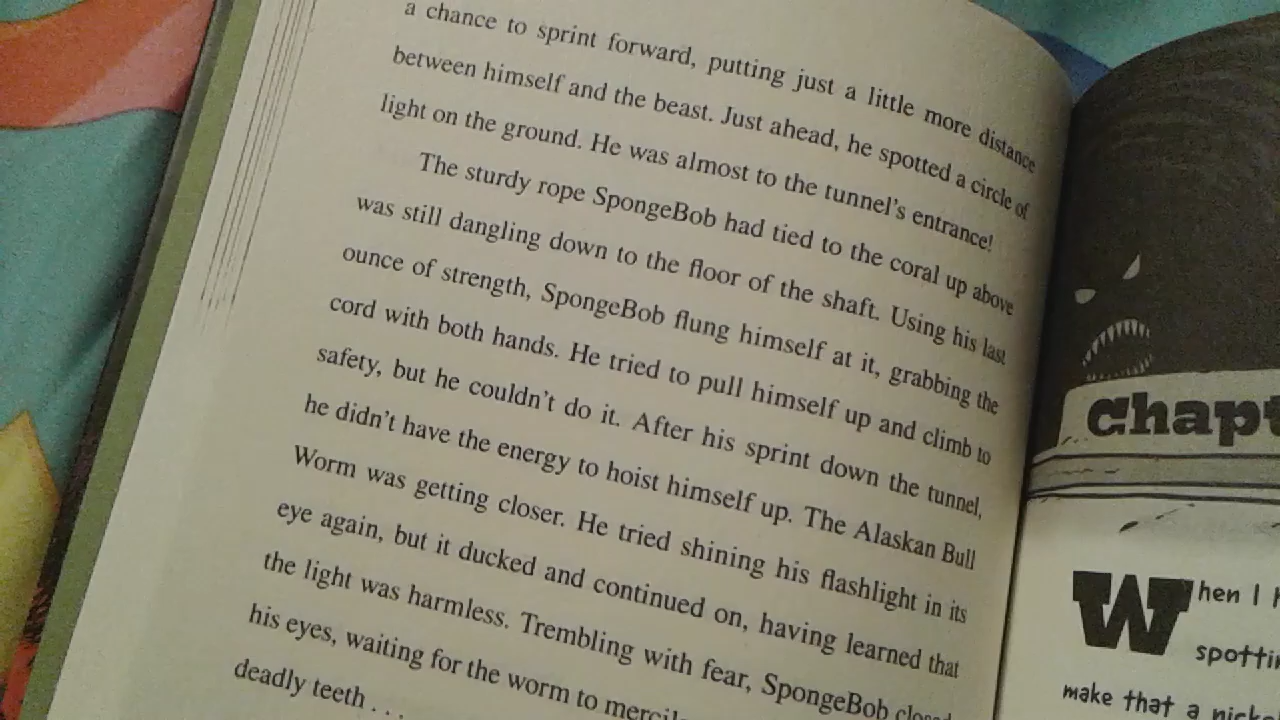 a chance to sprint forward, putting just a little more distance
between himself and the beast. Just ahead, he spotted a circle of
light on the ground. He was almost to the tunnel's entrance!
The sturdy rope SpongeBob had tied to the coral up above
was still dangling down to the floor of the shaft. Using his last
ounce of strength, SpongeBob flung himself at it, grabbing the
cord with both hands. He tried to pull himself up and climb to
safety, but he couldn't do it. After his sprint down the tunnel,
he didn't have the energy to hoist himself up. The Alaskan Bull
Worm was getting closer. He tried shining his flashlight in its
eye again, but it ducked and continued on, having learned that
the light was harmless. Trembling with fear, SpongeBob closed
his eyes, waiting for the worm to
deadly teeth . . .
Chapt
When I h
spottin
make that a nicke